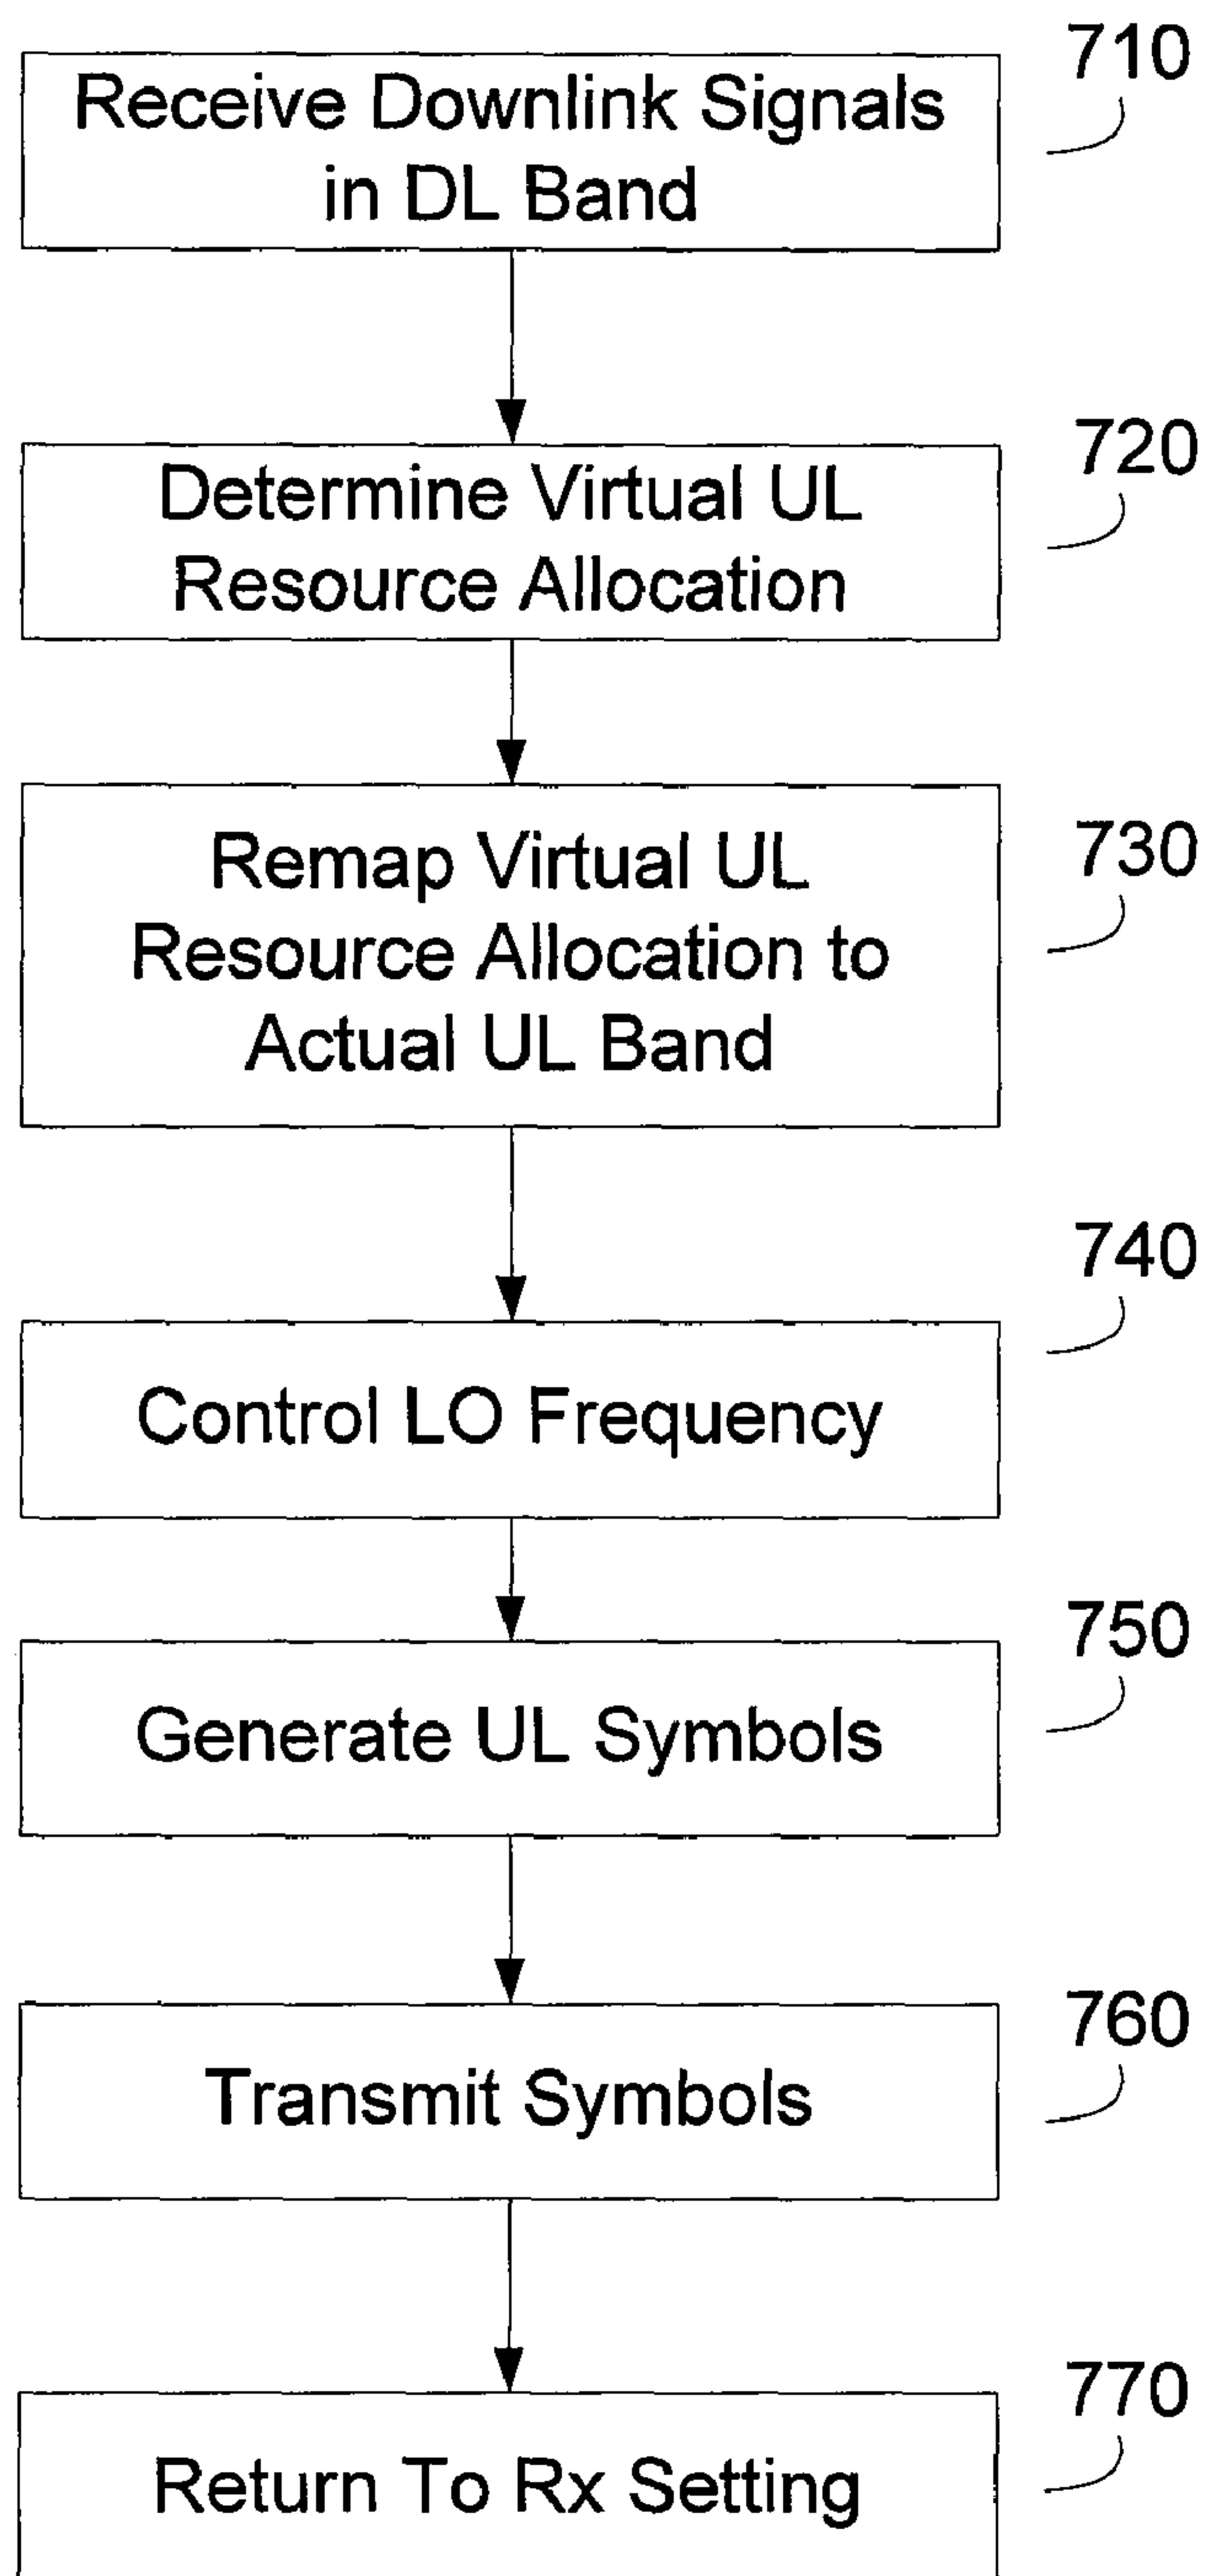 710
Receive Downlink Signals
in DL Band
720
Determine Virtual UL
Resource Allocation
730
Remap Virtual UL
Resource Allocation to
Actual UL Band
740
Control LO Frequency
750
Generate UL Symbols
760
Transmit Symbols
770
Return To Rx Setting